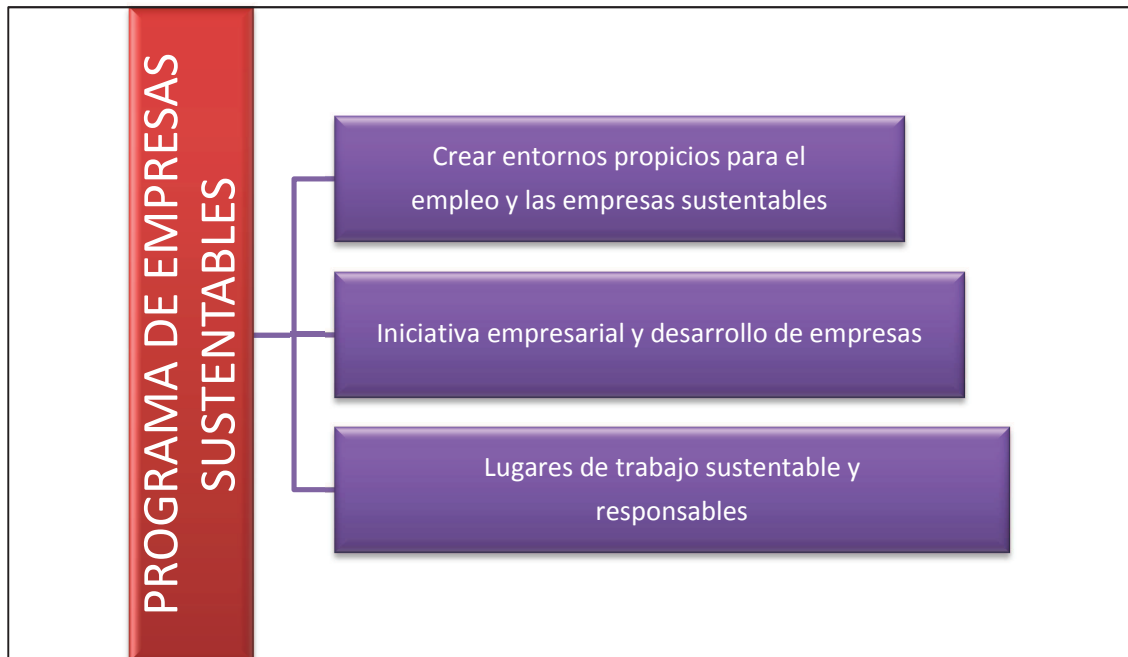 PROGRAMA DE EMPRESAS
SUSTENTABLES
Crear entornos propicios para el
empleo y las empresas sustentables
Iniciativa empresarial y desarrollo de empresas
Lugares de trabajo sustentable y
responsables